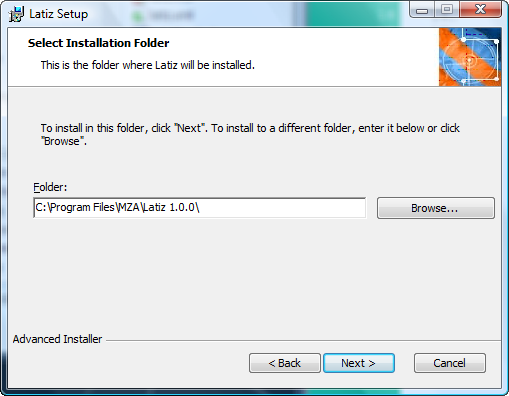 Latiz Setup
Select Installation Folder
This is the folder where Latiz will be installed.
To install in this folder, click "Next". To install to a different folder, enter it below or click
"Browse".
Folder:
C:\Program Files\MZA\Latiz 1.0.0\
Browse...
Advanced Installer
< Back
Next >
Cancel